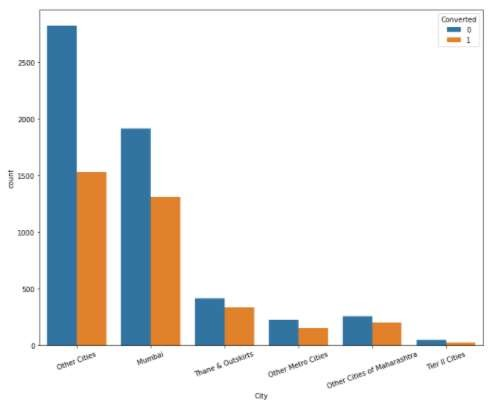 Converted
0
1
2500
2000
1500
1000
500
0
count
Other Cities
Mumbai
Thane & Outskirts
Other Metro Cities
Other Cities of Maharashtra
Tier II Cities
City